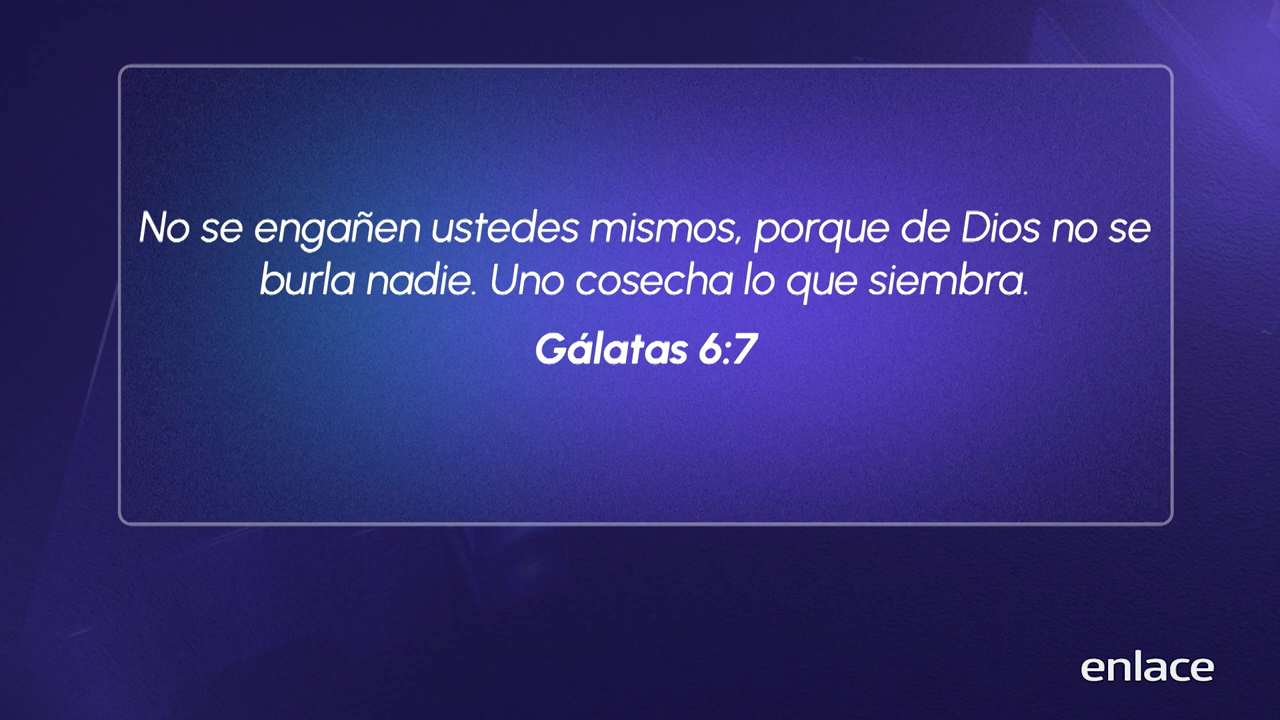 No se engañen ustedes mismos, porque de Dios no se
burla nadie. Uno cosecha lo que siembra.
Gálatas 6:7
enlace